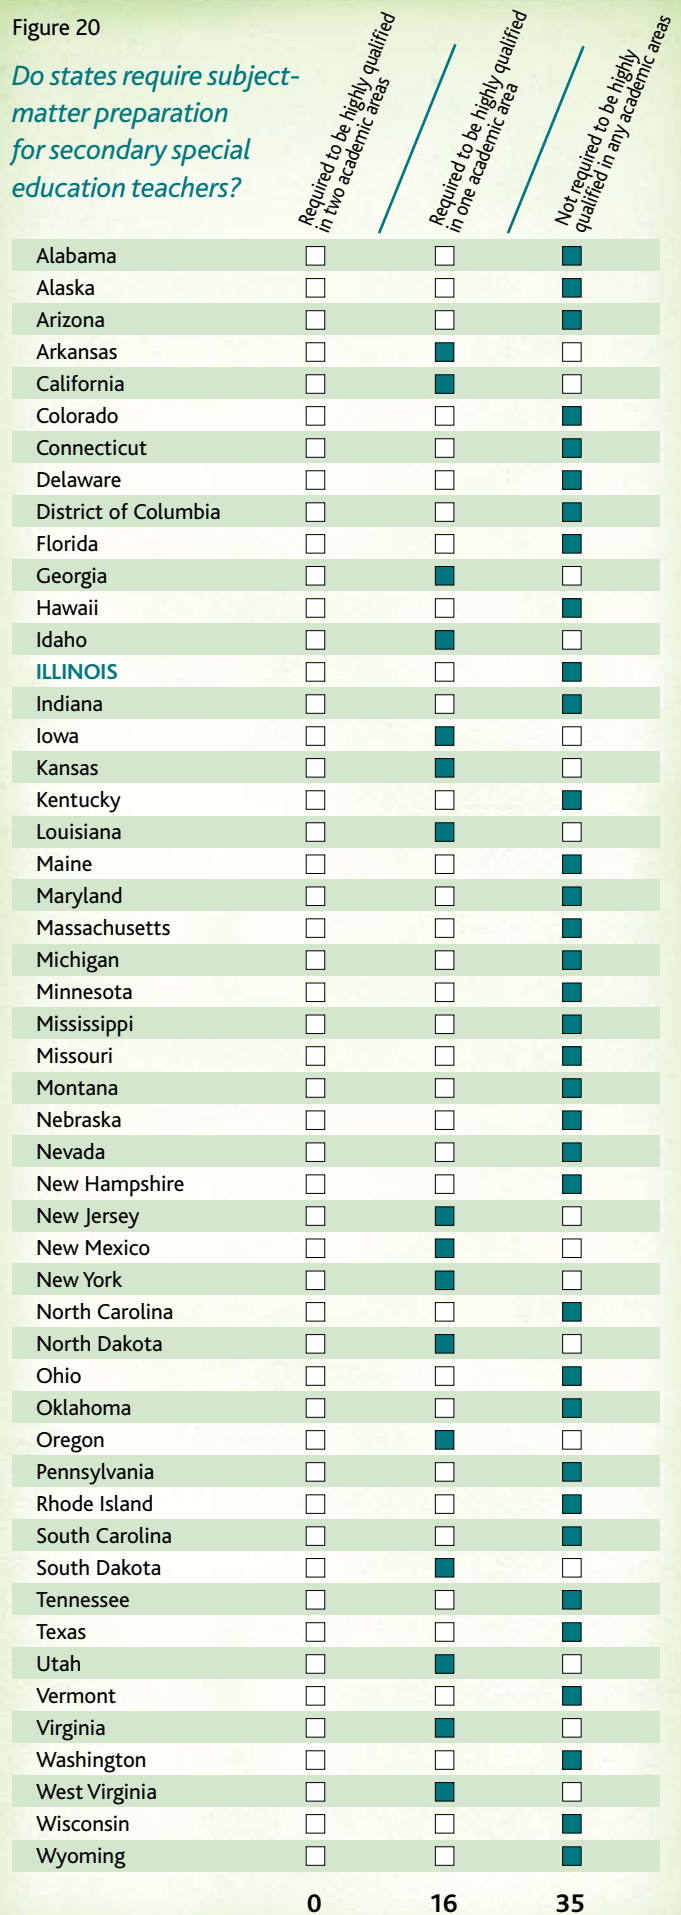 Figure 20
Do states require subject-
matter preparation
for secondary special
education teachers?
Required to be highly qualified
in two academic areas
Required to be highly qualified
in one academic area
Not required to be highly
qualified in any academic areas
Alabama
Alaska
Arizona
Arkansas
California
Colorado
Connecticut
Delaware
District of Columbia
Florida
Georgia
Hawaii
Idaho
ILLINOIS
Indiana
Iowa
Kansas
Kentucky
Louisiana
Maine
Maryland
Massachusetts
Michigan
Minnesota
Mississippi
Missouri
Montana
Nebraska
Nevada
New Hampshire
New Jersey
New Mexico
New York
North Carolina
North Dakota
Ohio
Oklahoma
Oregon
Pennsylvania
Rhode Island
South Carolina
South Dakota
Tennessee
Texas
Utah
Vermont
Virginia
Washington
West Virginia
Wisconsin
Wyoming
0 16 35